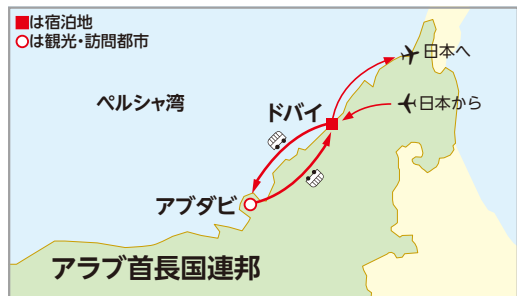 ■は宿泊地
○は観光・訪問都市
日本へ
ペルシャ湾
日本から
ドバイ
アブダビ
アラブ首長国連邦